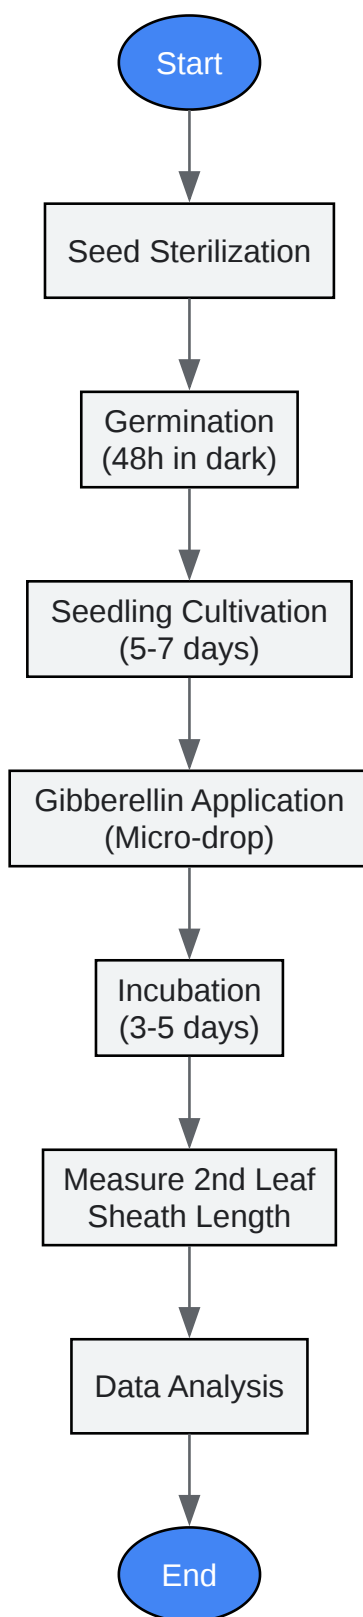 Start
Seed Sterilization
Germination
(48h in dark)
Seedling Cultivation
(5-7 days)
Gibberellin Application
(Micro-drop)
Incubation
(3-5 days)
Measure 2nd Leaf
Sheath Length
Data Analysis
End